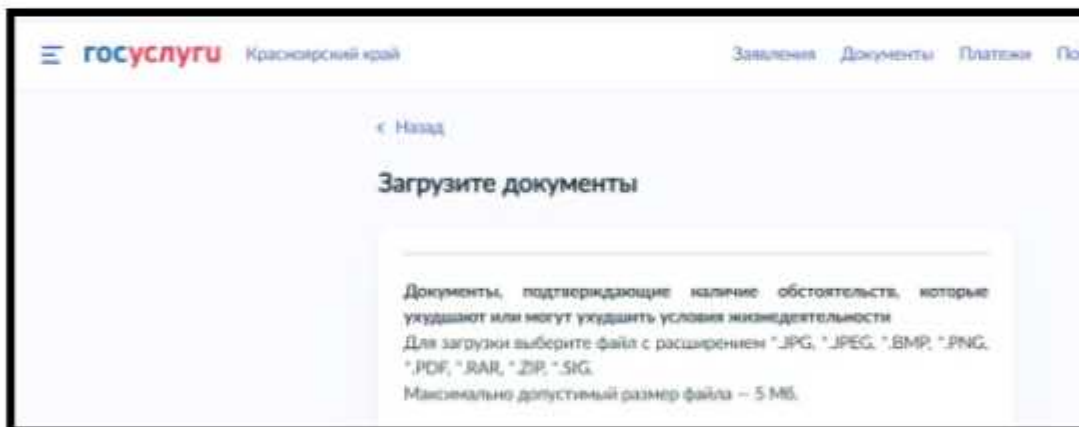 госуслуги Красноярский край Заявления Документы Платежи
< Назад
Загрузите документы
Документы, подтверждающие наличие обстоятельств, которые
ухудшают или могут ухудшить условия жизнедеятельности
Для загрузки выберите файл с расширением *.JPG, *.JPEG, *.BMP, *.PNG,
*.PDF, *.RAR, *.ZIP, *.SIG.
Максимально допустимый размер файла — 5 Мб.